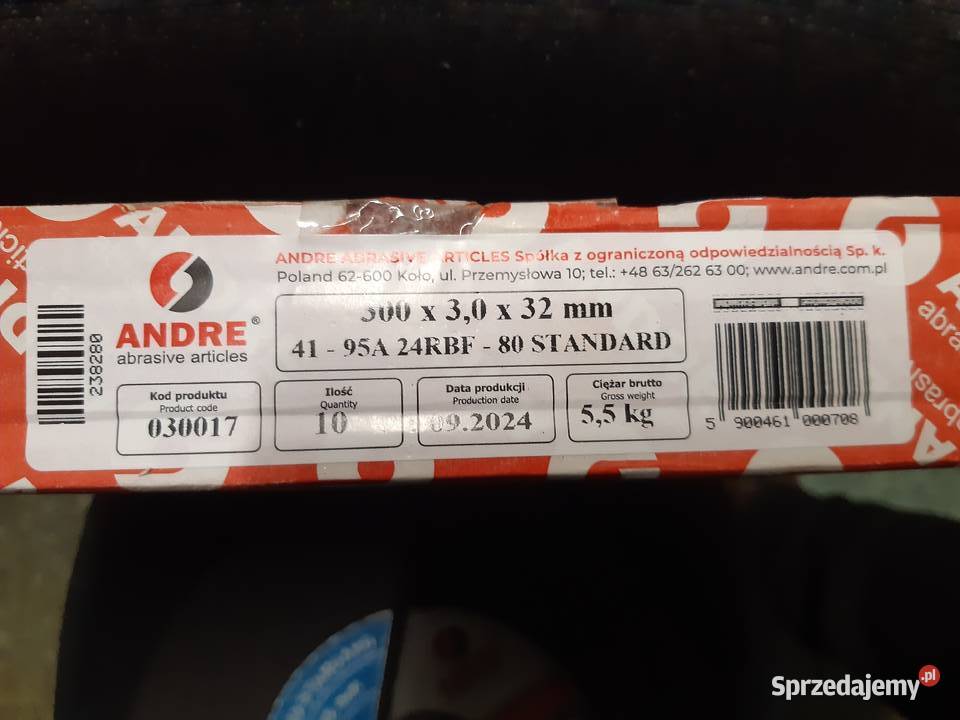 ANDRE ABRASIVE ARTICLES Spółka z ograniczoną odpowiedzialnością Sp. k.
Poland 62-600 Koło, ul. Przemysłowa 10; tel.: +48 63/262 63 00; www.andre.com.pl
ANDRE®
abrasive articles
300 x 3,0 x 32 mm
41 - 95A 24RBF - 80 STANDARD
238280
Kod produktu
Product code
030017
Ilość
Quantity
10
Data produkcji
Production date
09.2024
Ciężar brutto
Gross weight
5,5 kg
5 900461 000708
Sprzedajemy.pl